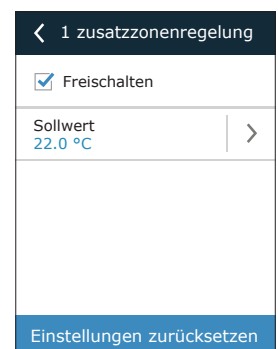 1 zusatzzonenregelung
Freischalten
Sollwert
22.0 °C
Einstellungen zurücksetzen